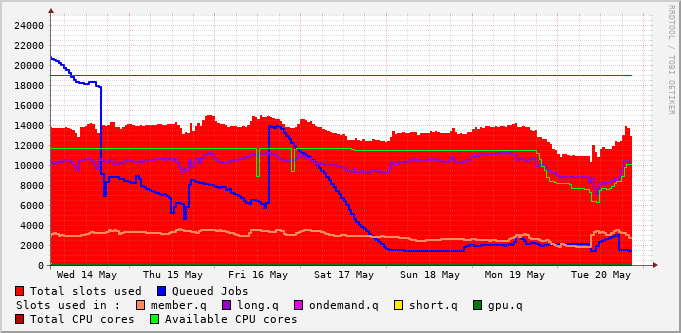 24000
22000
20000
18000
16000
14000
12000
10000
8000
6000
4000
2000
0
Wed 14 May Thu 15 May Fri 16 May Sat 17 May Sun 18 May Mon 19 May Tue 20 May
Total slots used Queued Jobs
Slots used in : member.q long.q ondemand.q short.q gpu.q
Total CPU cores Available CPU cores
RRDTOOL / TOBI OETIKER